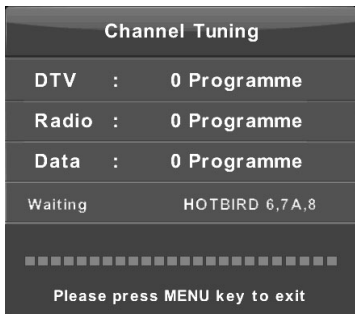 Channel Tuning
DTV : 0 Programme
Radio : 0 Programme
Data : 0 Programme
Waiting HOTBIRD 6,7A,8
Please press MENU key to exit